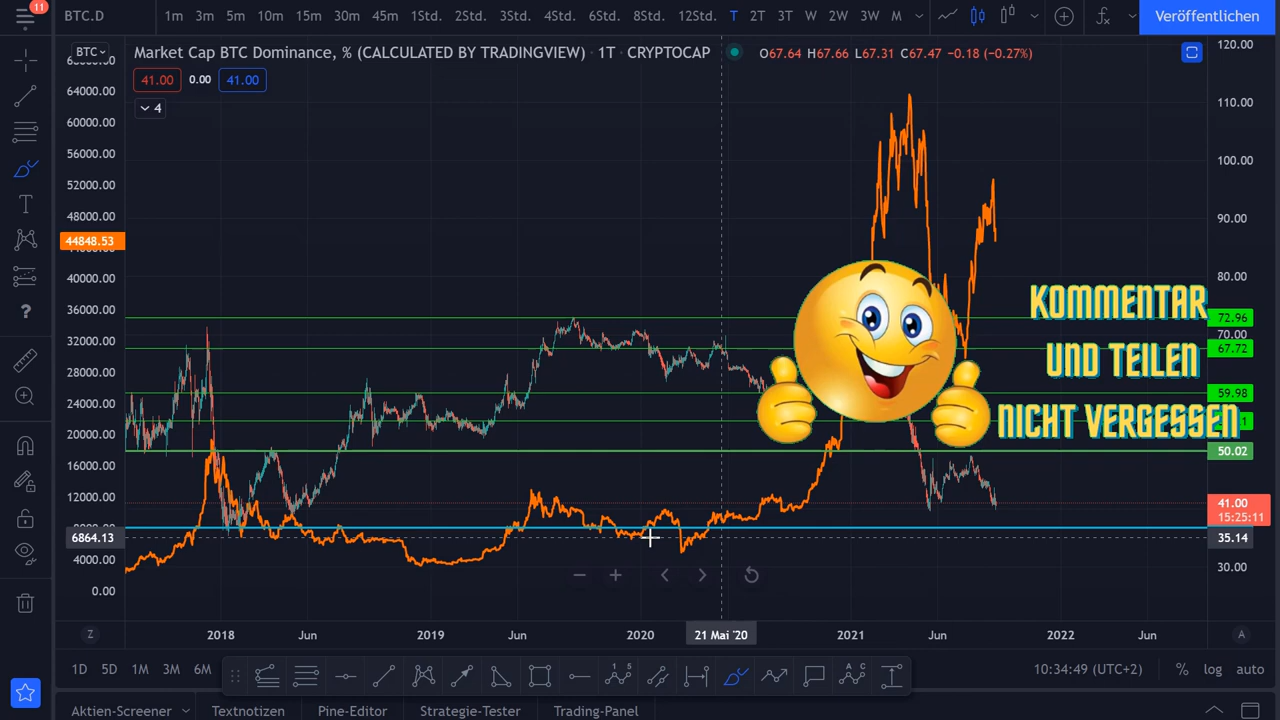 11
BTC.D
1m 3m 5m 10m 15m 30m 45m 1Std. 2Std. 3Std. 4Std. 6Std. 8Std. 12Std. T 2T 3T W 2W 3W M
Veröffentlichen
BTC
Market Cap BTC Dominance, % (CALCULATED BY TRADINGVIEW) · 1T · CRYPTOCAP
O67.64 H67.66 L67.31 C67.47 −0.18 (−0.27%)
41.00 0.00 41.00
4
64000.00
60000.00
56000.00
52000.00
48000.00
44848.53
40000.00
36000.00
32000.00
28000.00
24000.00
20000.00
16000.00
12000.00
6864.13
4000.00
0.00
120.00
110.00
100.00
90.00
80.00
72.96
70.00
67.72
59.98
50.02
41.00
15:25:11
35.14
30.00
KOMMENTAR
UND TEILEN
NICHT VERGESSEN
Z 2018 Jun 2019 Jun 2020 21 Mai '20 2021 Jun 2022 Jun A
1D 5D 1M 3M 6M
10:34:49 (UTC+2) % log auto
Aktien-Screener Textnotizen Pine-Editor Strategie-Tester Trading-Panel